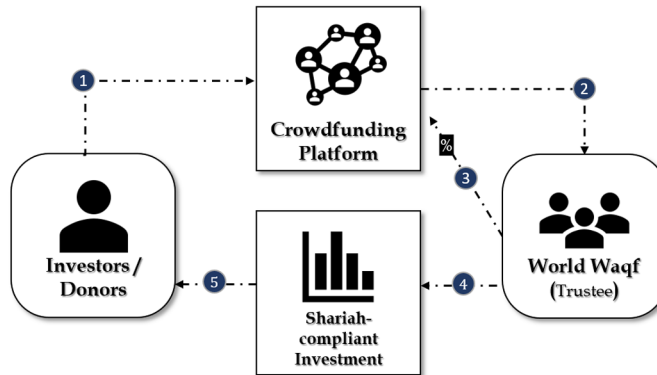 1
Crowdfunding
Platform
2
%
3
Investors /
Donors
5
Shariah-
compliant
Investment
4
World Waqf
(Trustee)